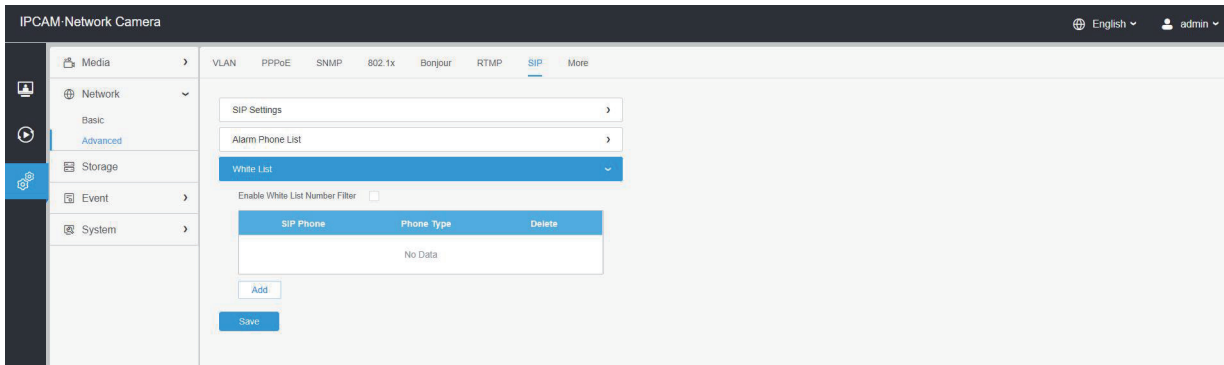 IPCAM·Network Camera
English
admin
Media
Network
Basic
Advanced
Storage
Event
System
VLAN PPPoE SNMP 802.1x Bonjour RTMP SIP More
SIP Settings
Alarm Phone List
White List
Enable White List Number Filter
SIP Phone Phone Type Delete
No Data
Add
Save